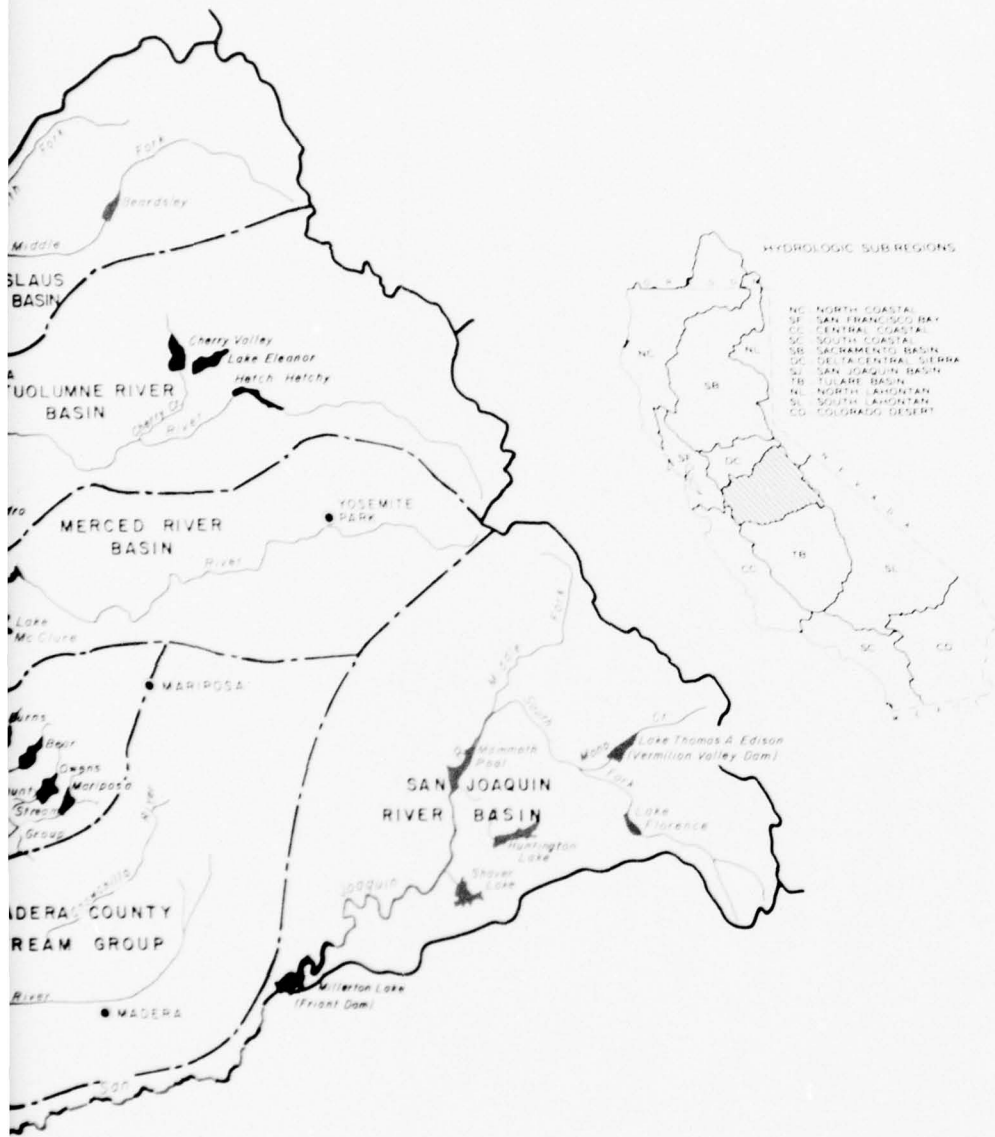 Fork
Fork
Beardsley
Middle
SLAUS
BASIN
Cherry Valley
Lake Eleanor
Hetch Hetchy
TUOLUMNE RIVER
BASIN
Cherry Cr.
River
YOSEMITE
PARK
MERCED RIVER
BASIN
River
Lake
Mc Clure
MARIPOSA
Burns
Bear
Owens
Mariposa
Stream
Group
River
ADERA COUNTY
REAM GROUP
River
MADERA
San
Fork
Middle
South
Mammoth
Pool
Mono
Cr.
Lake Thomas A. Edison
(Vermilion Valley Dam)
Fork
SAN JOAQUIN
RIVER BASIN
Lake
Florence
Huntington
Lake
Shaver
Lake
Joaquin
Millerton Lake
(Friant Dam)
HYDROLOGIC SUB-REGIONS
NC NORTH COASTAL
SF SAN FRANCISCO BAY
CC CENTRAL COASTAL
SC SOUTH COASTAL
SB SACRAMENTO BASIN
DC DELTA-CENTRAL SIERRA
SJ SAN JOAQUIN BASIN
TB TULARE BASIN
NL NORTH LAHONTAN
SL SOUTH LAHONTAN
CD COLORADO DESERT
NC
NL
SB
SF
DC
CC
TB
SL
SC
CD